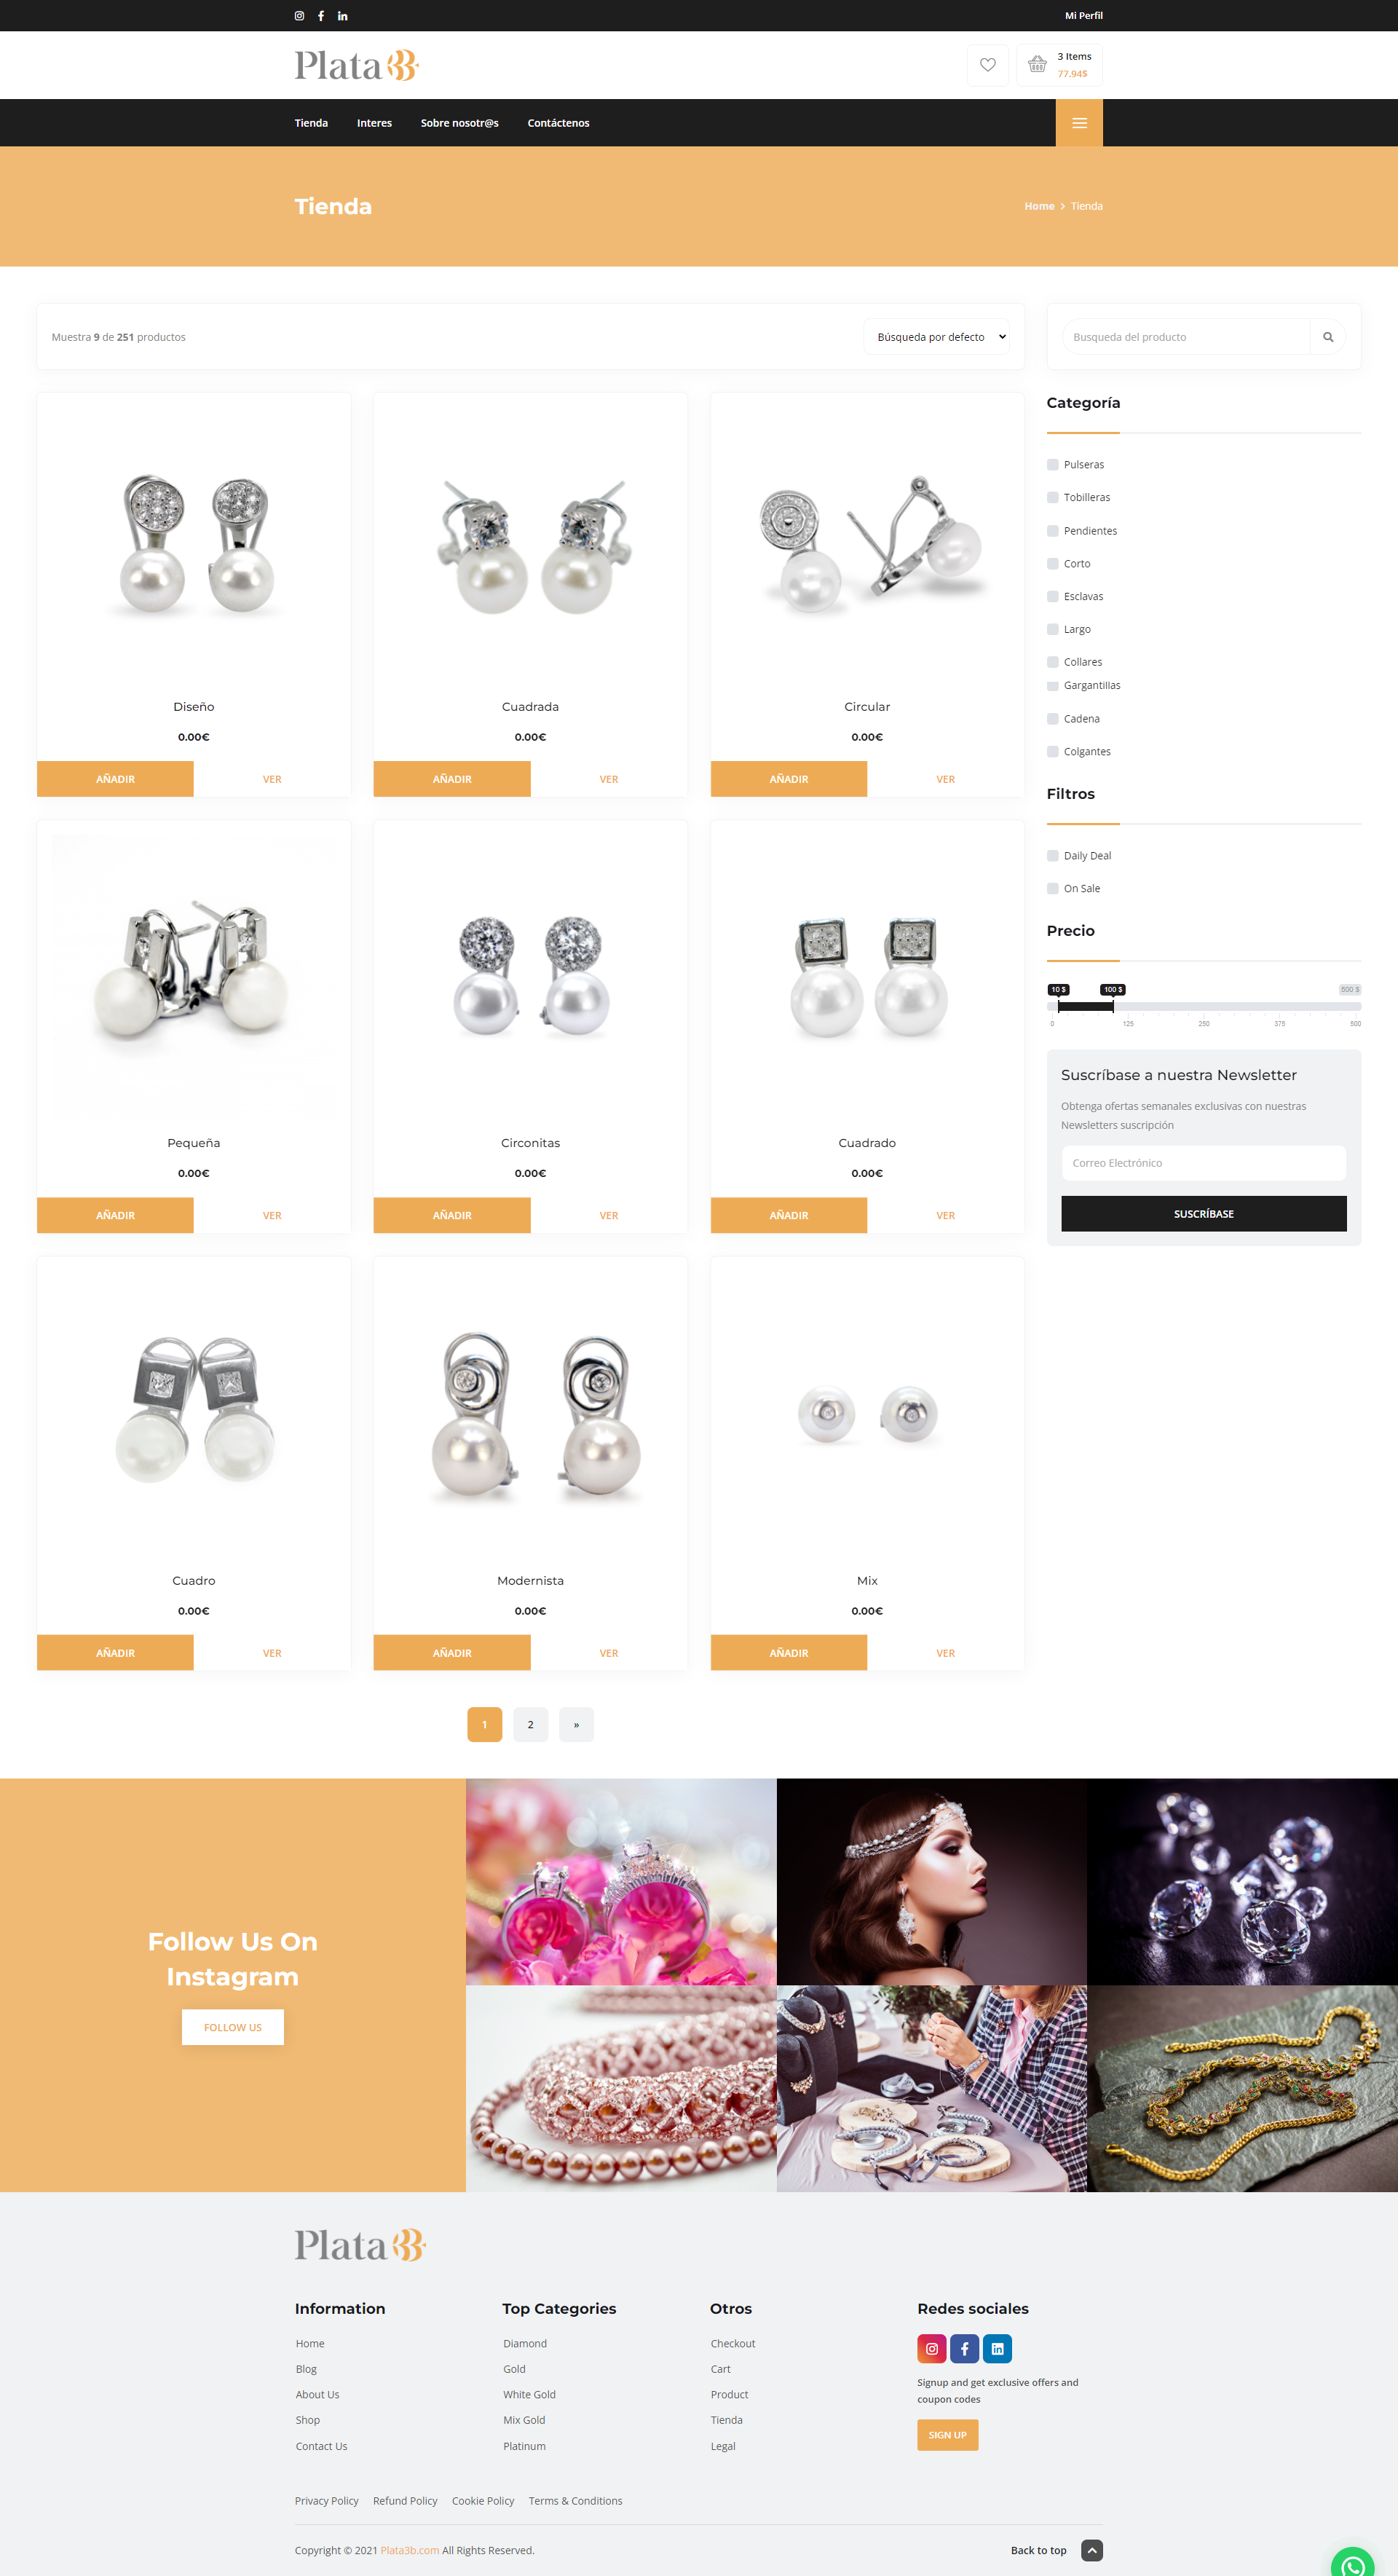 Mi Perfil
Plata3B
3 Items
77.94$
Tienda
Interes
Sobre nosotr@s
Contáctenos
Tienda
Home > Tienda
Muestra 9 de 251 productos
Búsqueda por defecto
Busqueda del producto
Diseño
0.00€
AÑADIR
VER
Cuadrada
0.00€
AÑADIR
VER
Circular
0.00€
AÑADIR
VER
Pequeña
0.00€
AÑADIR
VER
Circonitas
0.00€
AÑADIR
VER
Cuadrado
0.00€
AÑADIR
VER
Cuadro
0.00€
AÑADIR
VER
Modernista
0.00€
AÑADIR
VER
Mix
0.00€
AÑADIR
VER
1
2
»
Categoría
Pulseras
Tobilleras
Pendientes
Corto
Esclavas
Largo
Collares
Gargantillas
Cadena
Colgantes
Filtros
Daily Deal
On Sale
Precio
10 $
100 $
500 $
0
125
250
375
500
Suscríbase a nuestra Newsletter
Obtenga ofertas semanales exclusivas con nuestras
Newsletters suscripción
Correo Electrónico
SUSCRÍBASE
Follow Us On
Instagram
FOLLOW US
Plata3B
Information
Home
Blog
About Us
Shop
Contact Us
Top Categories
Diamond
Gold
White Gold
Mix Gold
Platinum
Otros
Checkout
Cart
Product
Tienda
Legal
Redes sociales
Signup and get exclusive offers and
coupon codes
SIGN UP
Privacy Policy
Refund Policy
Cookie Policy
Terms & Conditions
Copyright © 2021 Plata3b.com All Rights Reserved.
Back to top